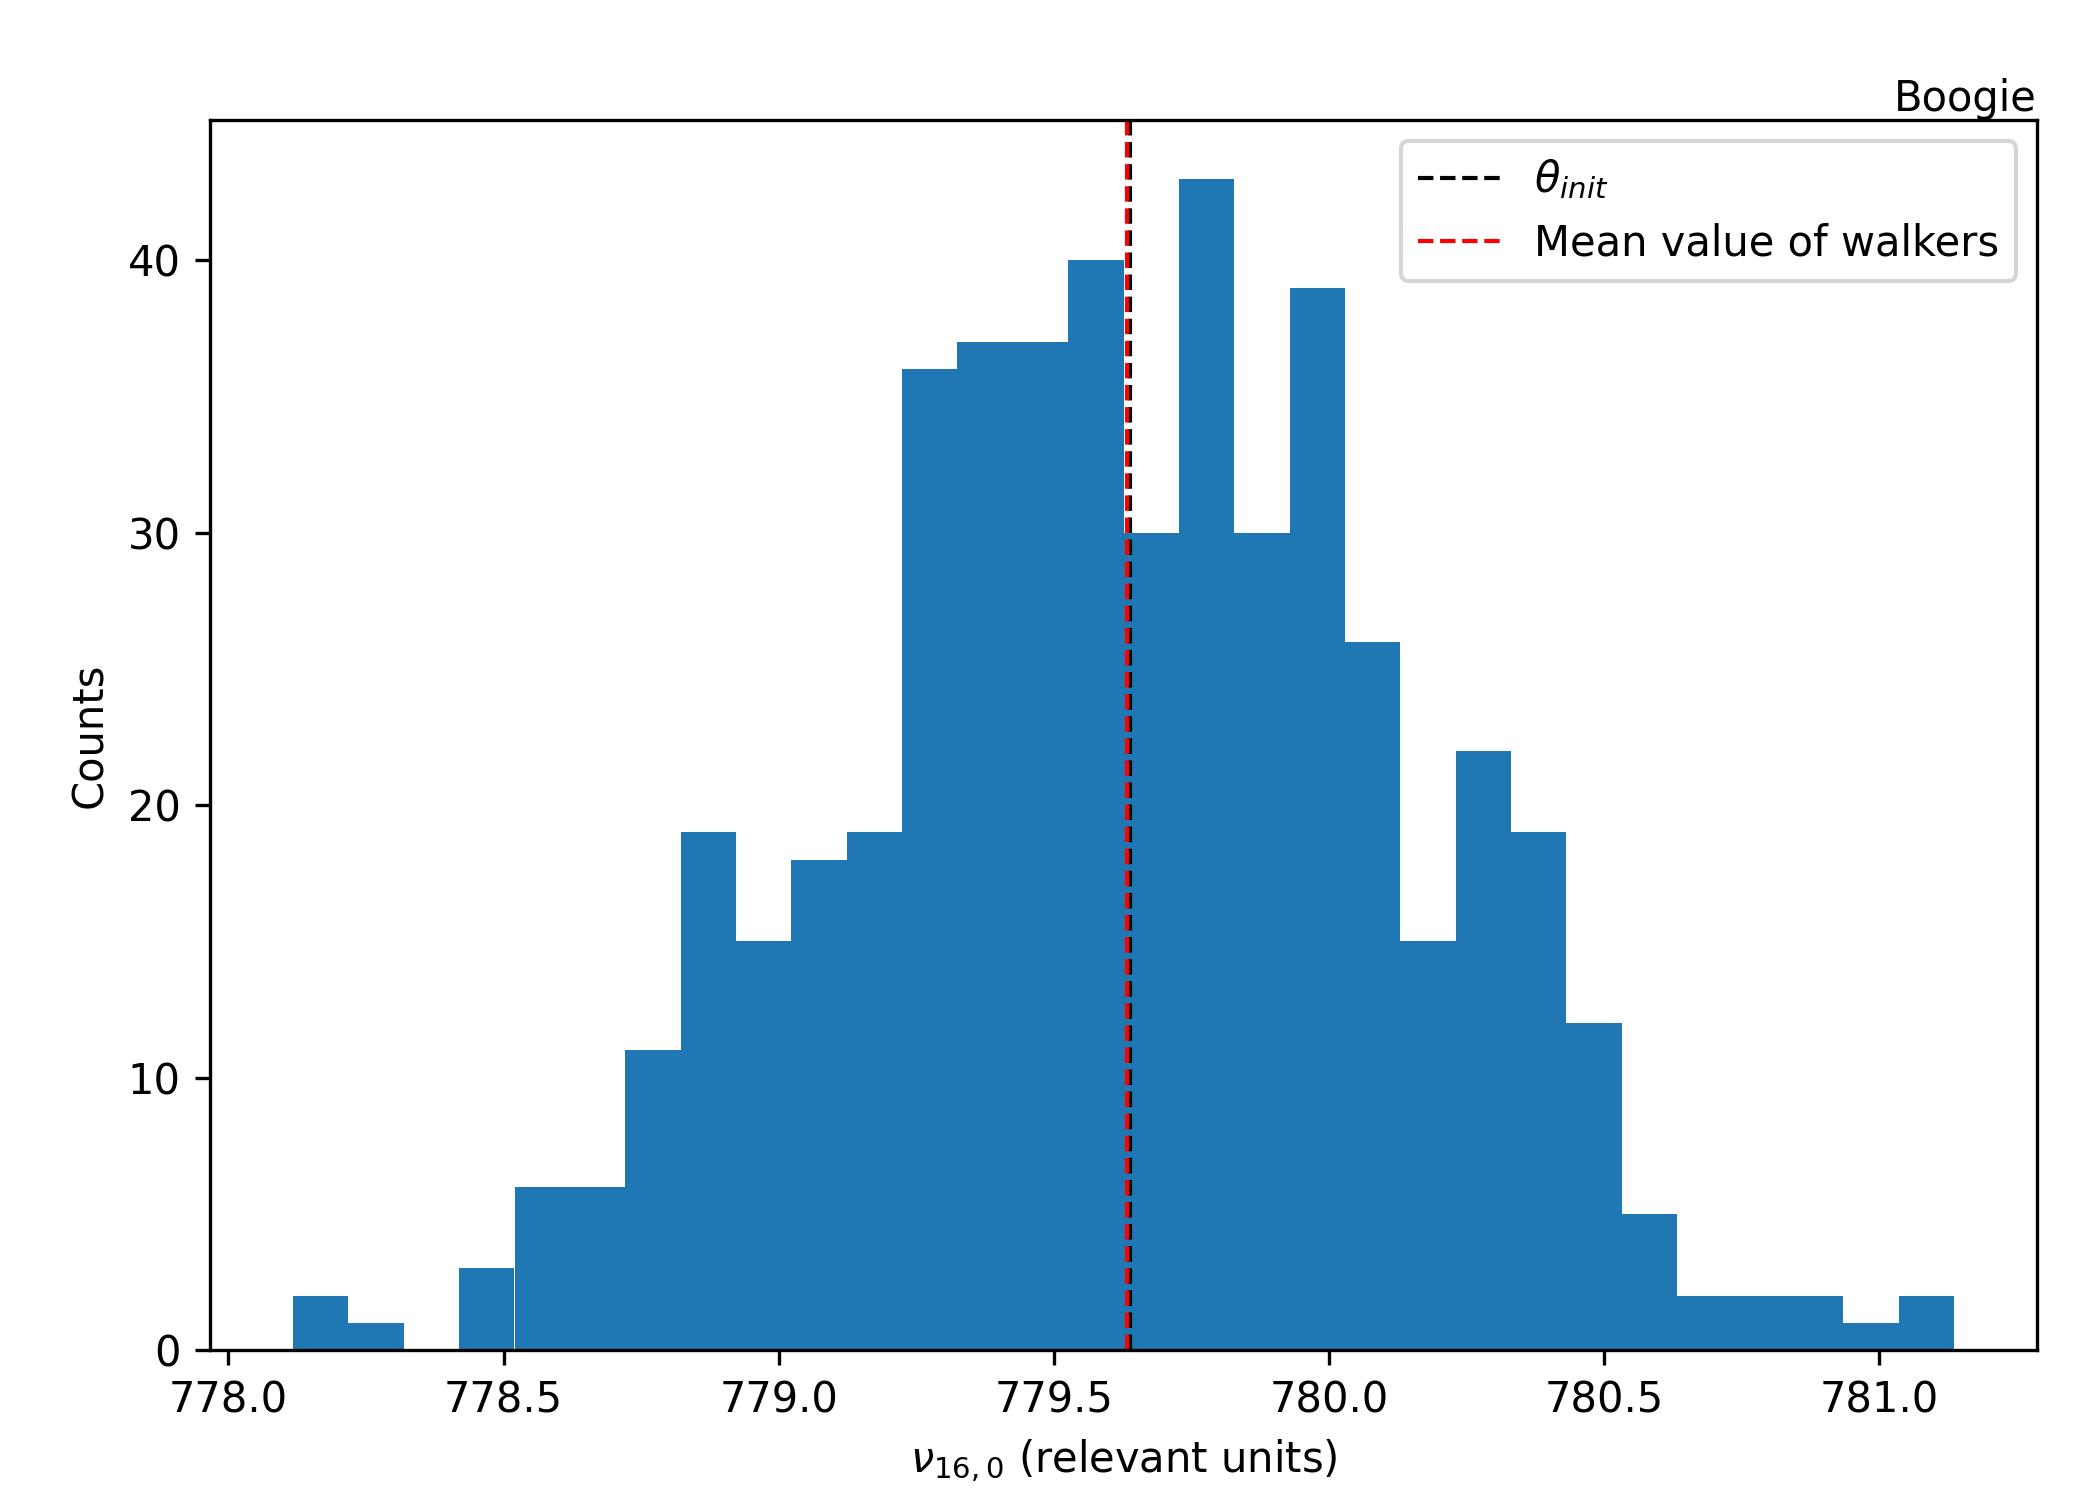 Boogie
θinit
Mean value of walkers
Counts
40
30
20
10
0
778.0 778.5 779.0 779.5 780.0 780.5 781.0
ν16, 0 (relevant units)